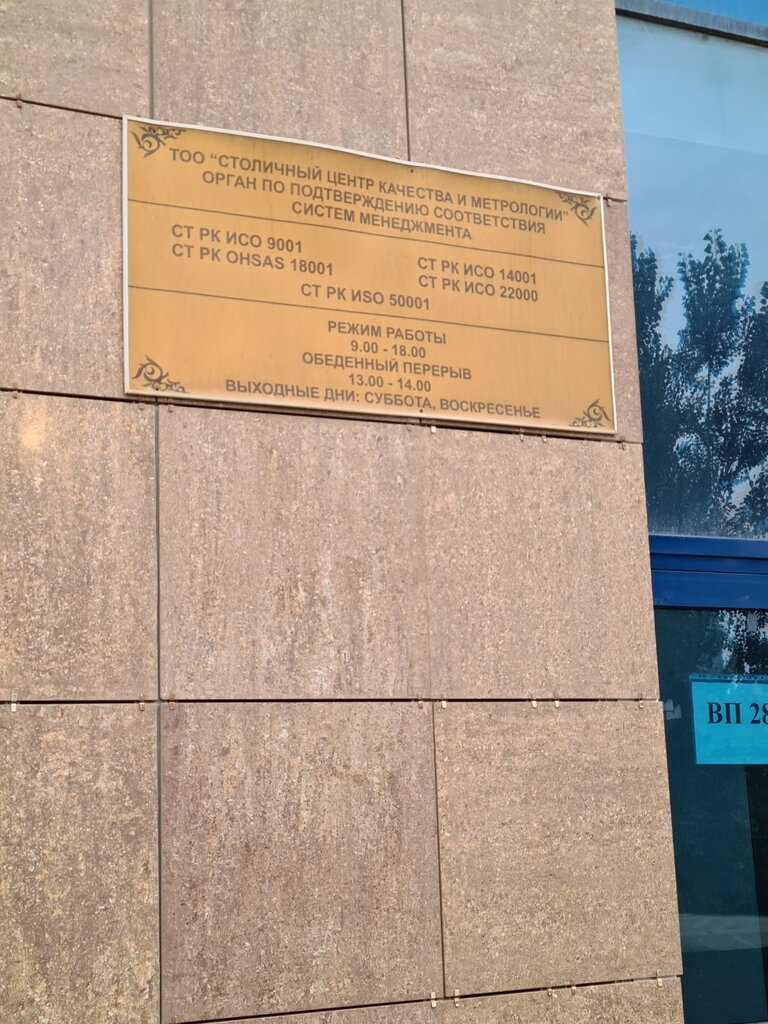 ТОО “СТОЛИЧНЫЙ ЦЕНТР КАЧЕСТВА И МЕТРОЛОГИИ”
ОРГАН ПО ПОДТВЕРЖДЕНИЮ СООТВЕТСТВИЯ
СИСТЕМ МЕНЕДЖМЕНТА
СТ РК ИСО 9001
СТ РК OHSAS 18001
СТ РК ИСО 14001
СТ РК ИСО 22000
СТ РК ИSO 50001
РЕЖИМ РАБОТЫ
9.00 - 18.00
ОБЕДЕННЫЙ ПЕРЕРЫВ
13.00 - 14.00
ВЫХОДНЫЕ ДНИ: СУББОТА, ВОСКРЕСЕНЬЕ
ВП 28